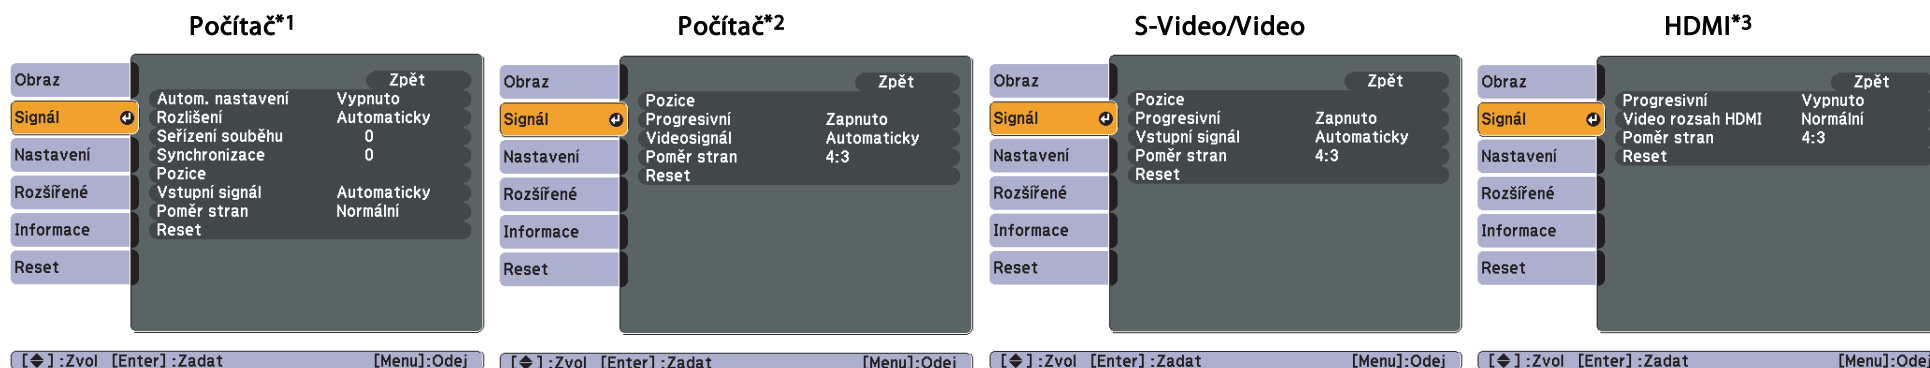 Počítač*1
Obraz
Signál
Nastavení
Rozšířené
Informace
Reset
Zpět
Autom. nastavení Vypnuto
Rozlišení Automaticky
Seřízení souběhu 0
Synchronizace 0
Pozice
Vstupní signál Automaticky
Poměr stran Normální
Reset
[◆]:Zvol [Enter]:Zadat [Menu]:Odej
Počítač*2
Obraz
Signál
Nastavení
Rozšířené
Informace
Reset
Zpět
Pozice
Progresivní Zapnuto
Videosignál Automaticky
Poměr stran 4:3
Reset
[◆]:Zvol [Enter]:Zadat [Menu]:Odej
S-Video/Video
Obraz
Signál
Nastavení
Rozšířené
Informace
Reset
Zpět
Pozice
Progresivní Zapnuto
Vstupní signál Automaticky
Poměr stran 4:3
Reset
[◆]:Zvol [Enter]:Zadat [Menu]:Odej
HDMI*3
Obraz
Signál
Nastavení
Rozšířené
Informace
Reset
Zpět
Progresivní Vypnuto
Video rozsah HDMI Normální
Poměr stran 4:3
Reset
[◆]:Zvol [Enter]:Zadat [Menu]:Odej